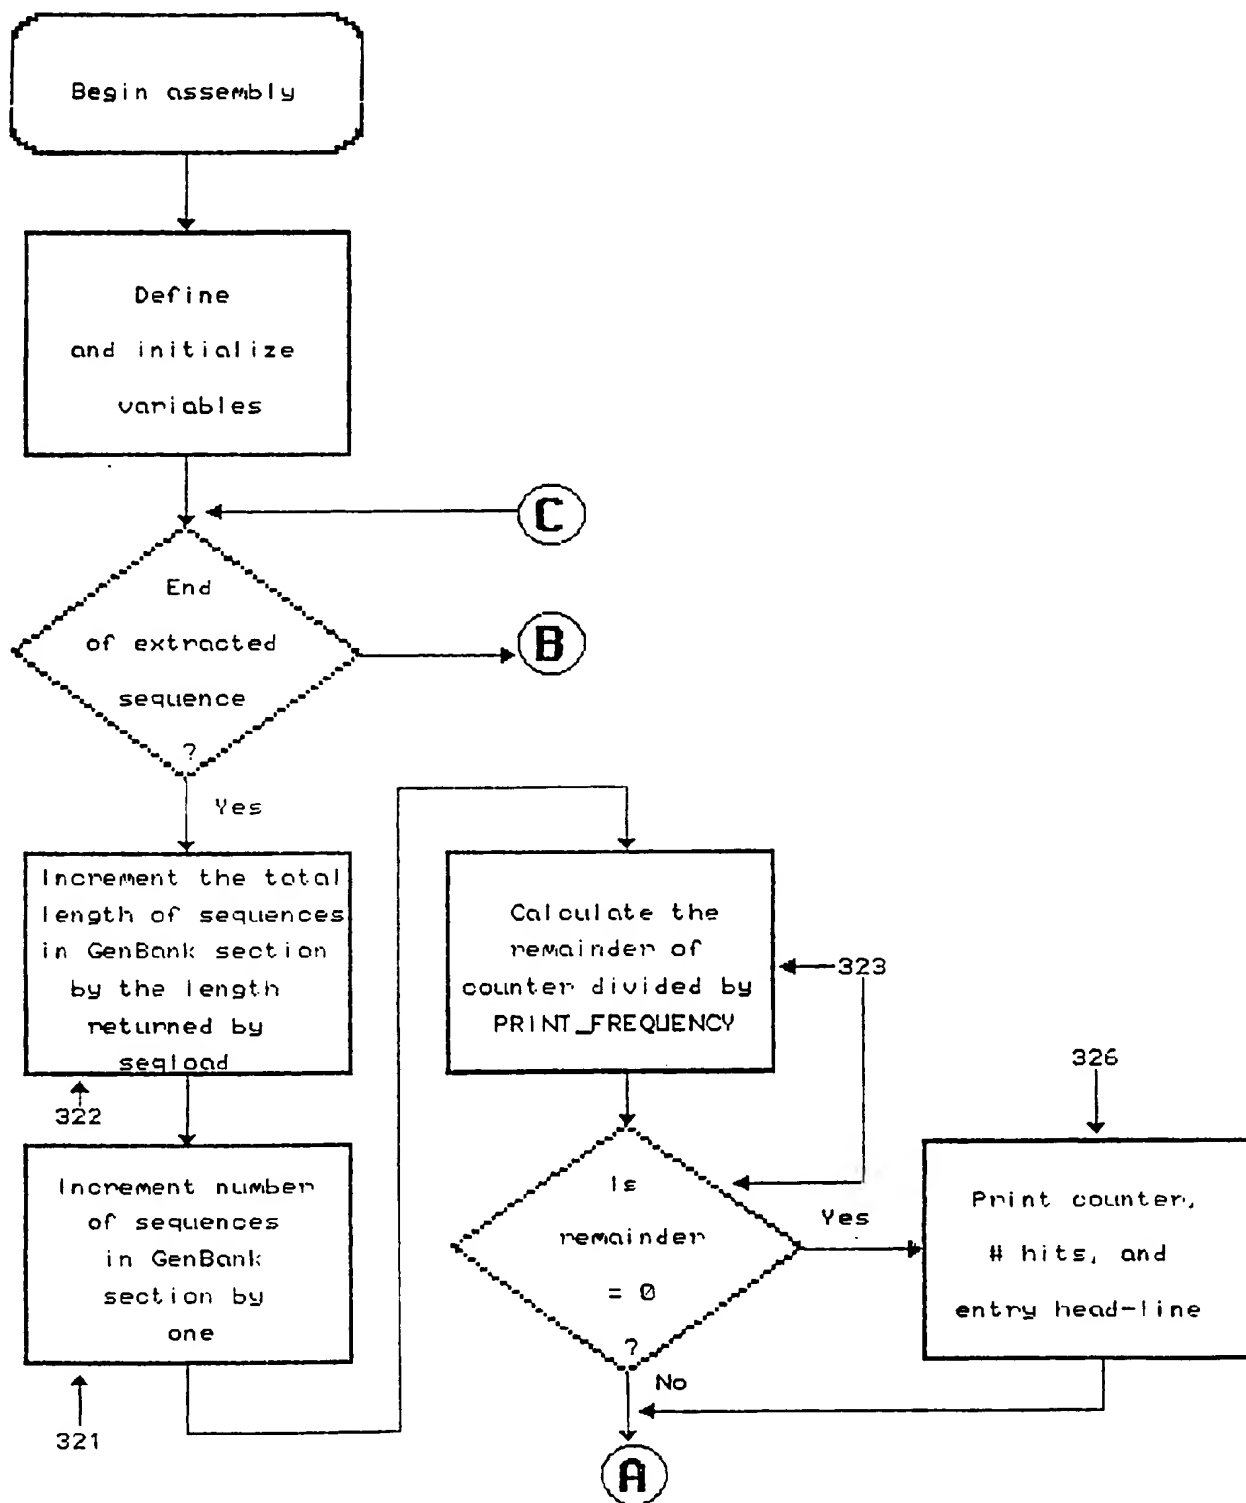 Begin assembly
Define
and initialize
variables
C
End
of extracted
sequence
?
B
Yes
Increment the total
length of sequences
in GenBank section
by the length
returned by
seqload
322
Increment number
of sequences
in GenBank
section by
one
321
Calculate the
remainder of
counter divided by
PRINT_FREQUENCY
323
Is
remainder
= 0
?
Yes
No
326
Print counter,
# hits, and
entry head-line
A